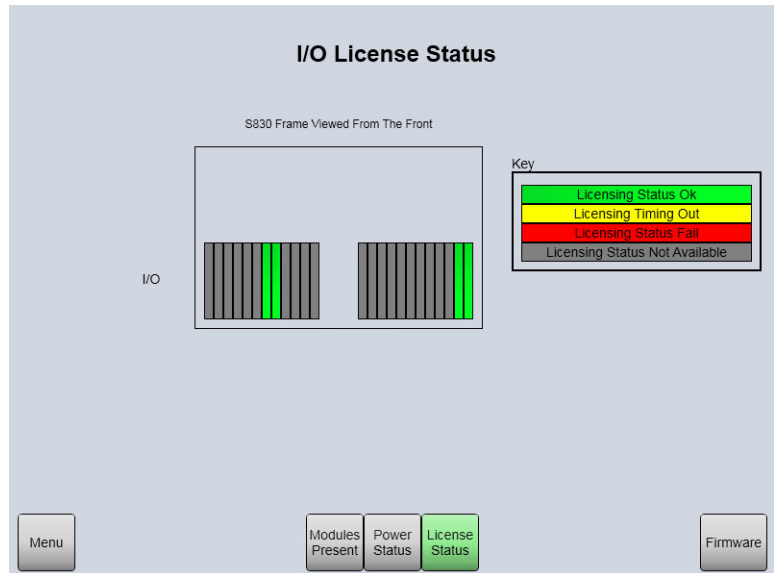 I/O License Status
S830 Frame Viewed From The Front
Key
Licensing Status Ok
Licensing Timing Out
Licensing Status Fail
Licensing Status Not Available
I/O
Menu
Modules
Present
Power
Status
License
Status
Firmware